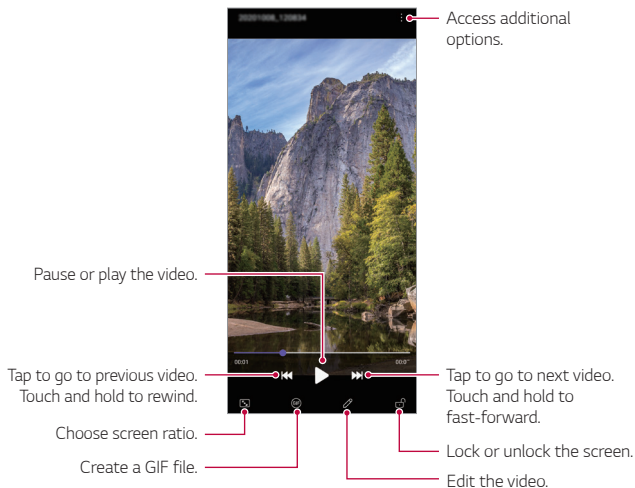 20201008_120834
Access additional
options.
Pause or play the video.
00:01
00:0
Tap to go to previous video.
Touch and hold to rewind.
Tap to go to next video.
Touch and hold to
fast-forward.
Choose screen ratio.
GIF
Lock or unlock the screen.
Create a GIF file.
Edit the video.